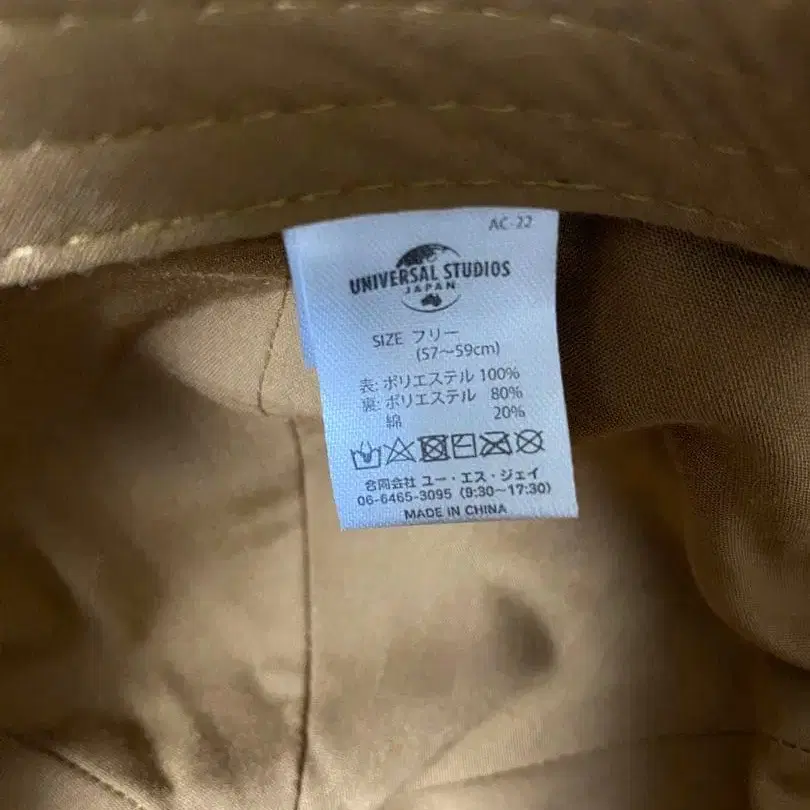 AC-22
UNIVERSAL STUDIOS
JAPAN
SIZE フリー
(57～59cm)
表: ポリエステル 100%
裏: ポリエステル 80%
綿 20%
合同会社 ユー・エス・ジェイ
06-6465-3095 (9:30～17:30)
MADE IN CHINA